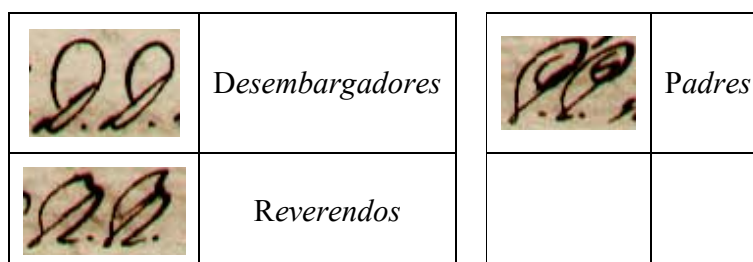 D. D. Desembargadores
P. P. Padres
R. R. Reverendos